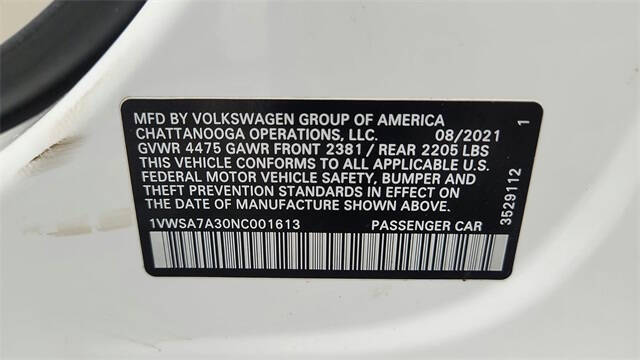 MFD BY VOLKSWAGEN GROUP OF AMERICA
CHATTANOOGA OPERATIONS, LLC. 08/2021
GVWR 4475 GAWR FRONT 2381 / REAR 2205 LBS
THIS VEHICLE CONFORMS TO ALL APPLICABLE U.S.
FEDERAL MOTOR VEHICLE SAFETY, BUMPER AND
THEFT PREVENTION STANDARDS IN EFFECT ON
THE DATE OF MANUFACTURE SHOWN ABOVE.
1VWSA7A30NC001613 PASSENGER CAR
3529112 1